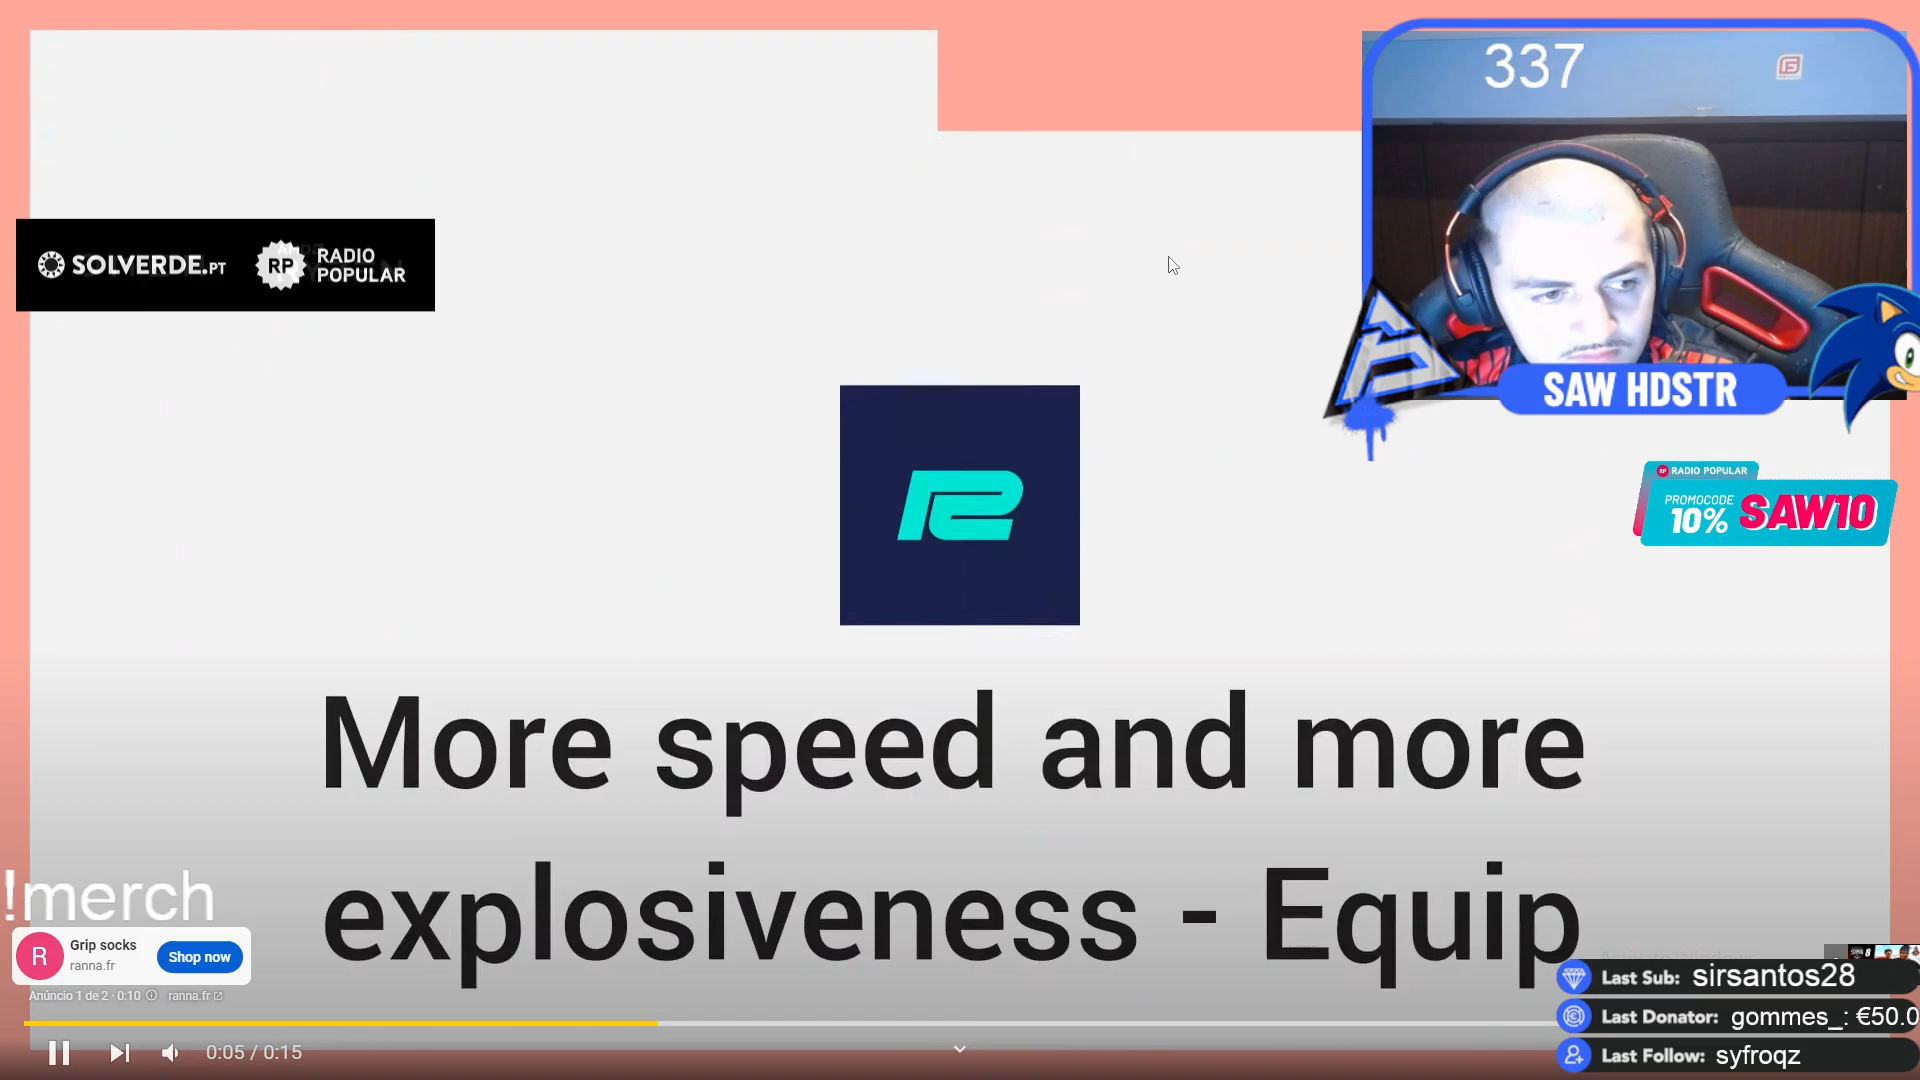 337
SOLVERDE.PT
RP
RADIO
POPULAR
SAW HDSTR
RP RADIO POPULAR
PROMOCODE
10%
SAW10
More speed and more
explosiveness - Equip
!merch
R
Grip socks
ranna.fr
Shop now
Anúncio 1 de 2 · 0:10
ranna.fr
0:05 / 0:15
Last Sub: sirsantos28
Last Donator: gommes_: €50.0
Last Follow: syfroqz